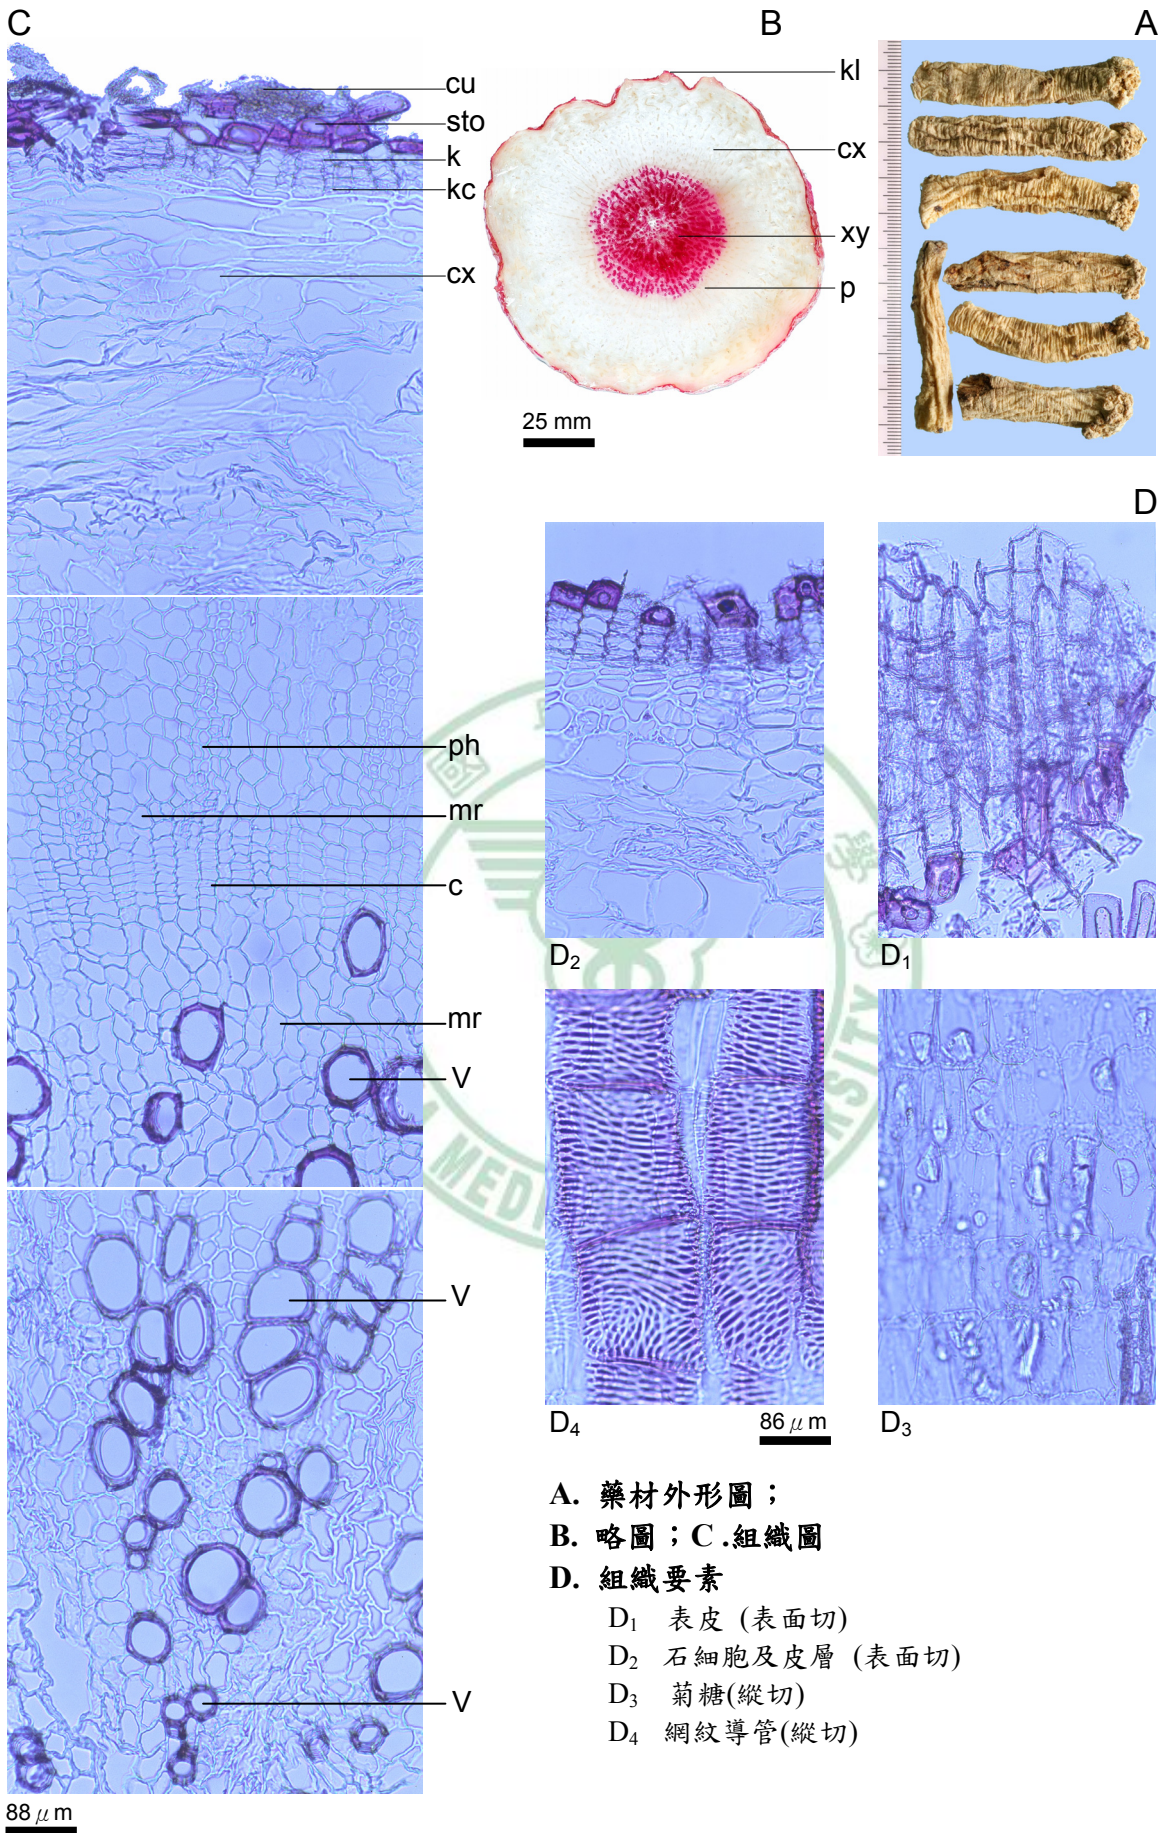 C
B
A
cu
sto
k
kc
cx
kl
cx
xy
p
25 mm
D
ph
mr
c
mr
V
V
V
88 μm
D2
D1
D4
86 μm
D3
A. 藥材外形圖；
B. 略圖；C .組織圖
D. 組織要素
D1 表皮 (表面切)
D2 石細胞及皮層 (表面切)
D3 菊糖(縱切)
D4 網紋導管(縱切)